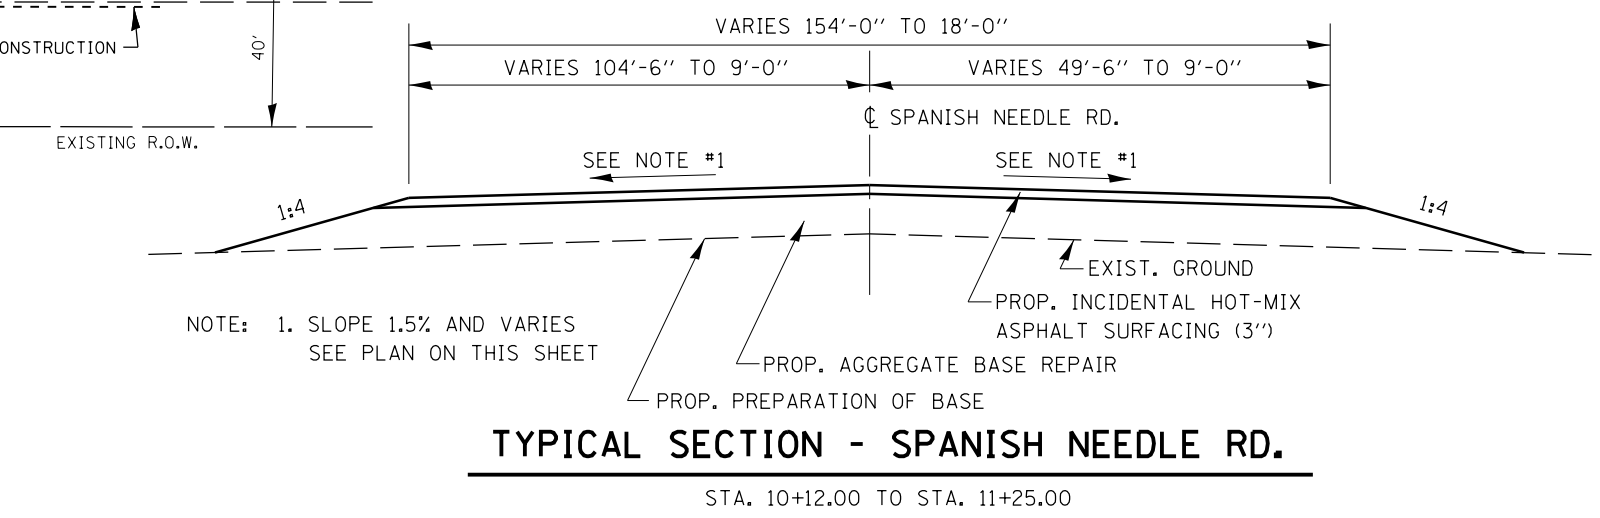 VARIES 154'-0" TO 18'-0"
ONSTRUCTION
40'
VARIES 104'-6" TO 9'-0"
VARIES 49'-6" TO 9'-0"
℄ SPANISH NEEDLE RD.
EXISTING R.O.W.
SEE NOTE #1
SEE NOTE #1
1:4
1:4
EXIST. GROUND
PROP. INCIDENTAL HOT-MIX
ASPHALT SURFACING (3")
NOTE: 1. SLOPE 1.5% AND VARIES
SEE PLAN ON THIS SHEET
PROP. AGGREGATE BASE REPAIR
PROP. PREPARATION OF BASE
TYPICAL SECTION - SPANISH NEEDLE RD.
STA. 10+12.00 TO STA. 11+25.00